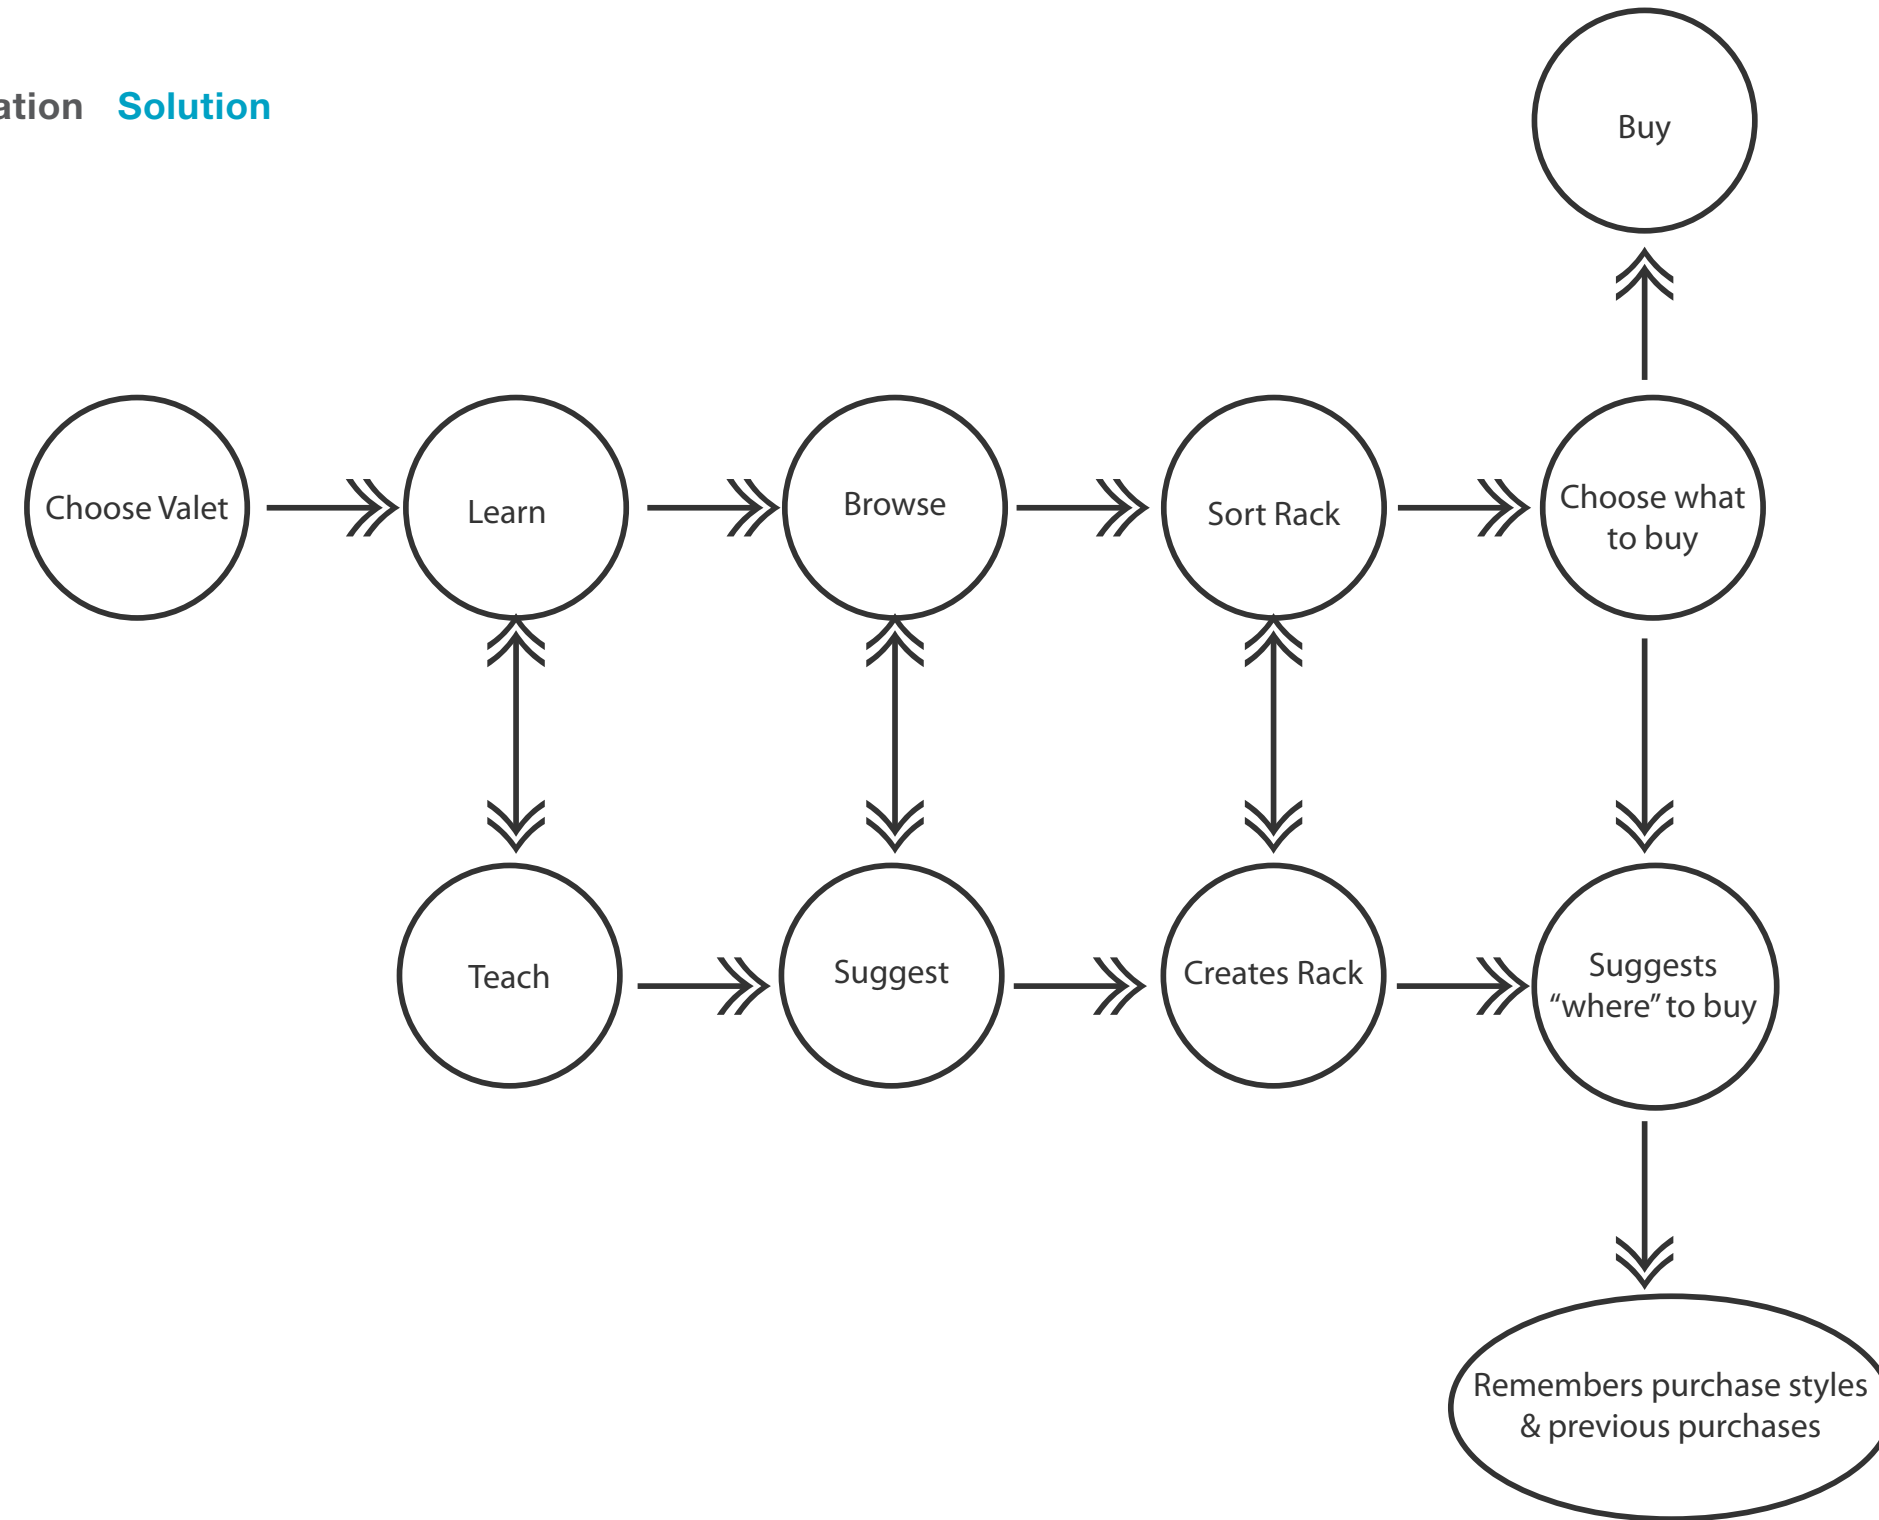 Solution
Buy
Choose Valet
Learn
Browse
Sort Rack
Choose what
to buy
Teach
Suggest
Creates Rack
Suggests
“where” to buy
Remembers purchase styles
& previous purchases